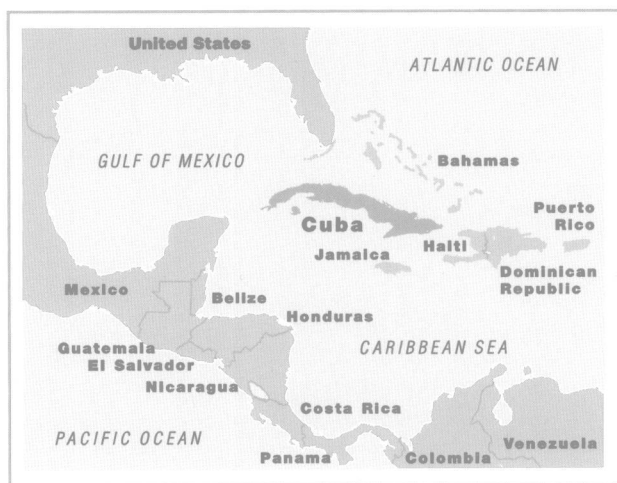 United States
ATLANTIC OCEAN
GULF OF MEXICO
Bahamas
Cuba
Puerto
Rico
Haiti
Jamaica
Dominican
Republic
Mexico
Belize
Honduras
Guatemala
El Salvador
CARIBBEAN SEA
Nicaragua
Costa Rica
PACIFIC OCEAN
Venezuela
Panama
Colombia